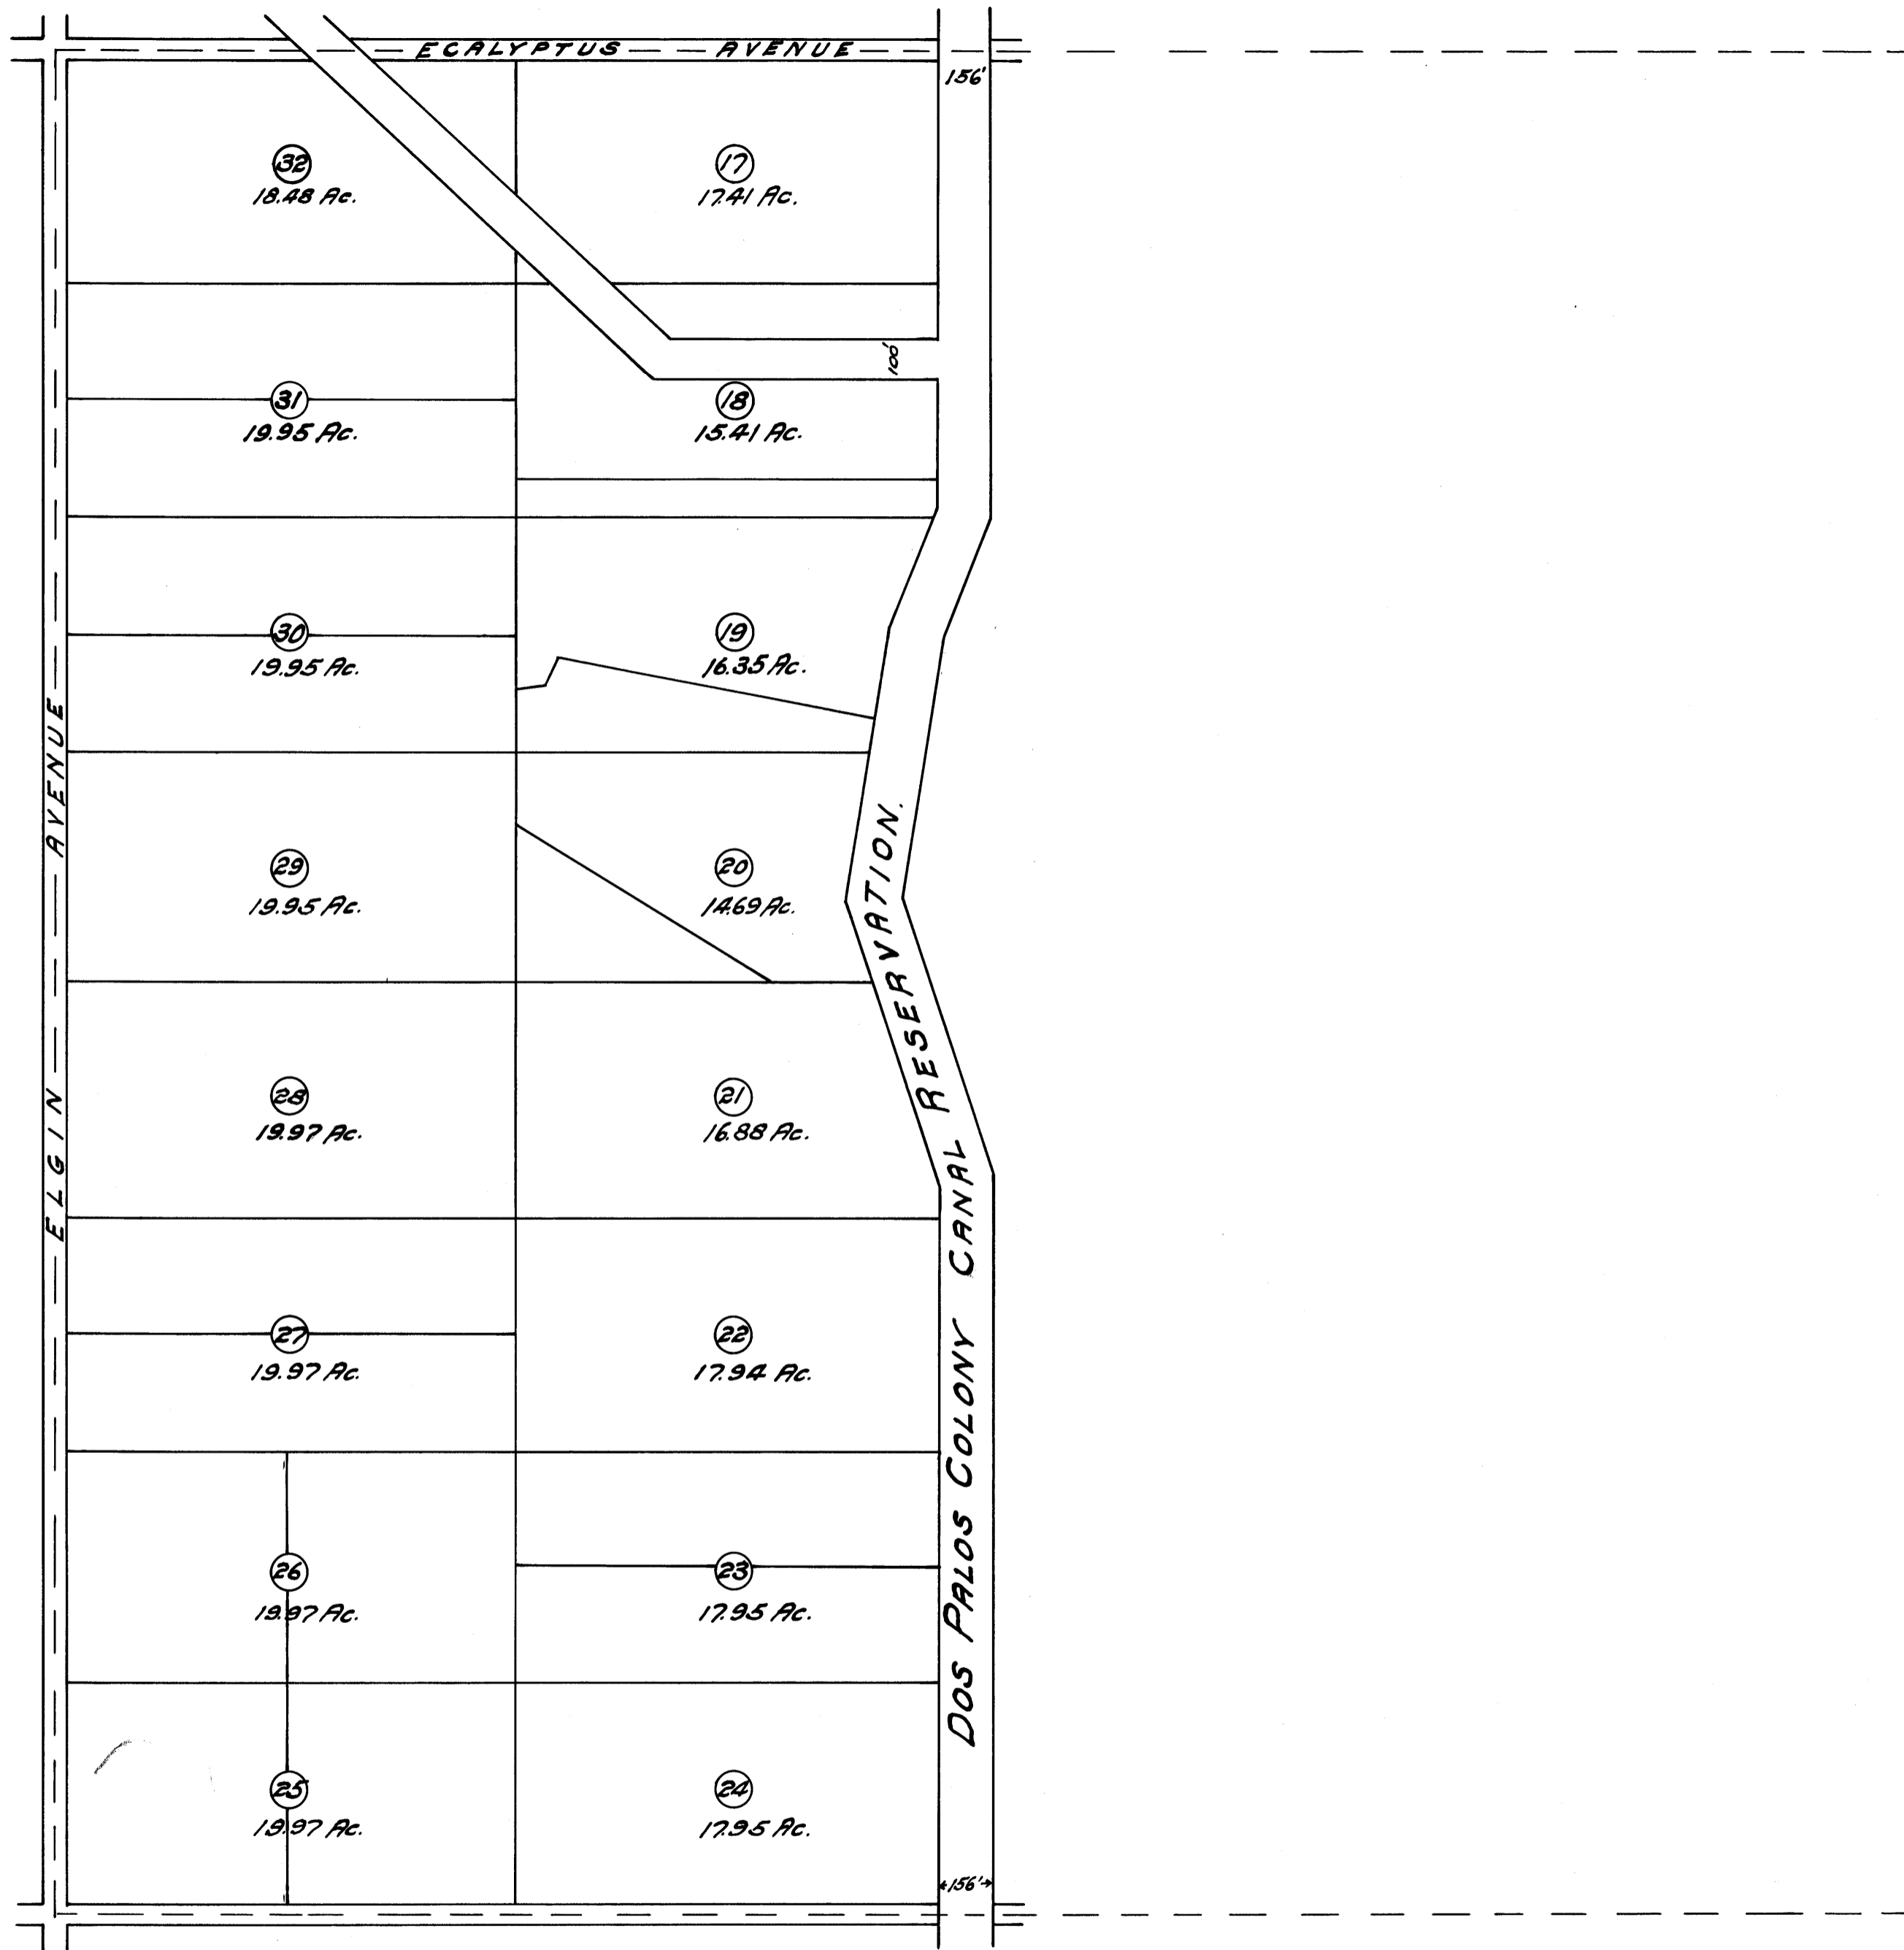 ECALYPTUS AVENUE
156'
32
18.48 Ac.
17
17.41 Ac.
100'
31
19.95 Ac.
18
15.41 Ac.
30
19.95 Ac.
19
16.35 Ac.
ELGIN AVENUE
29
19.95 Ac.
20
14.69 Ac.
28
19.97 Ac.
21
16.88 Ac.
27
19.97 Ac.
22
17.94 Ac.
DOS PALOS COLONY CANAL RESERVATION.
26
19.97 Ac.
23
17.95 Ac.
25
19.97 Ac.
24
17.95 Ac.
156'